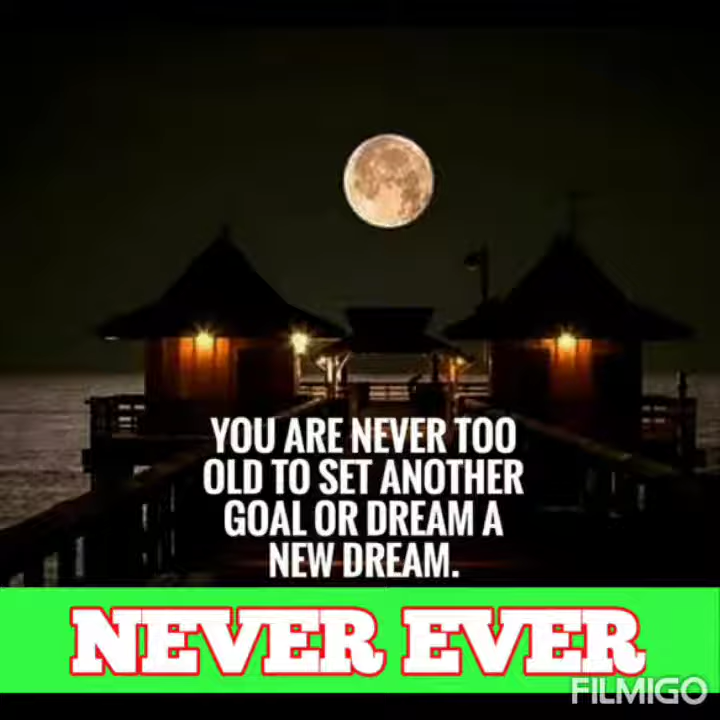 YOU ARE NEVER TOO
OLD TO SET ANOTHER
GOAL OR DREAM A
NEW DREAM.
NEVER EVER
FILMIGO